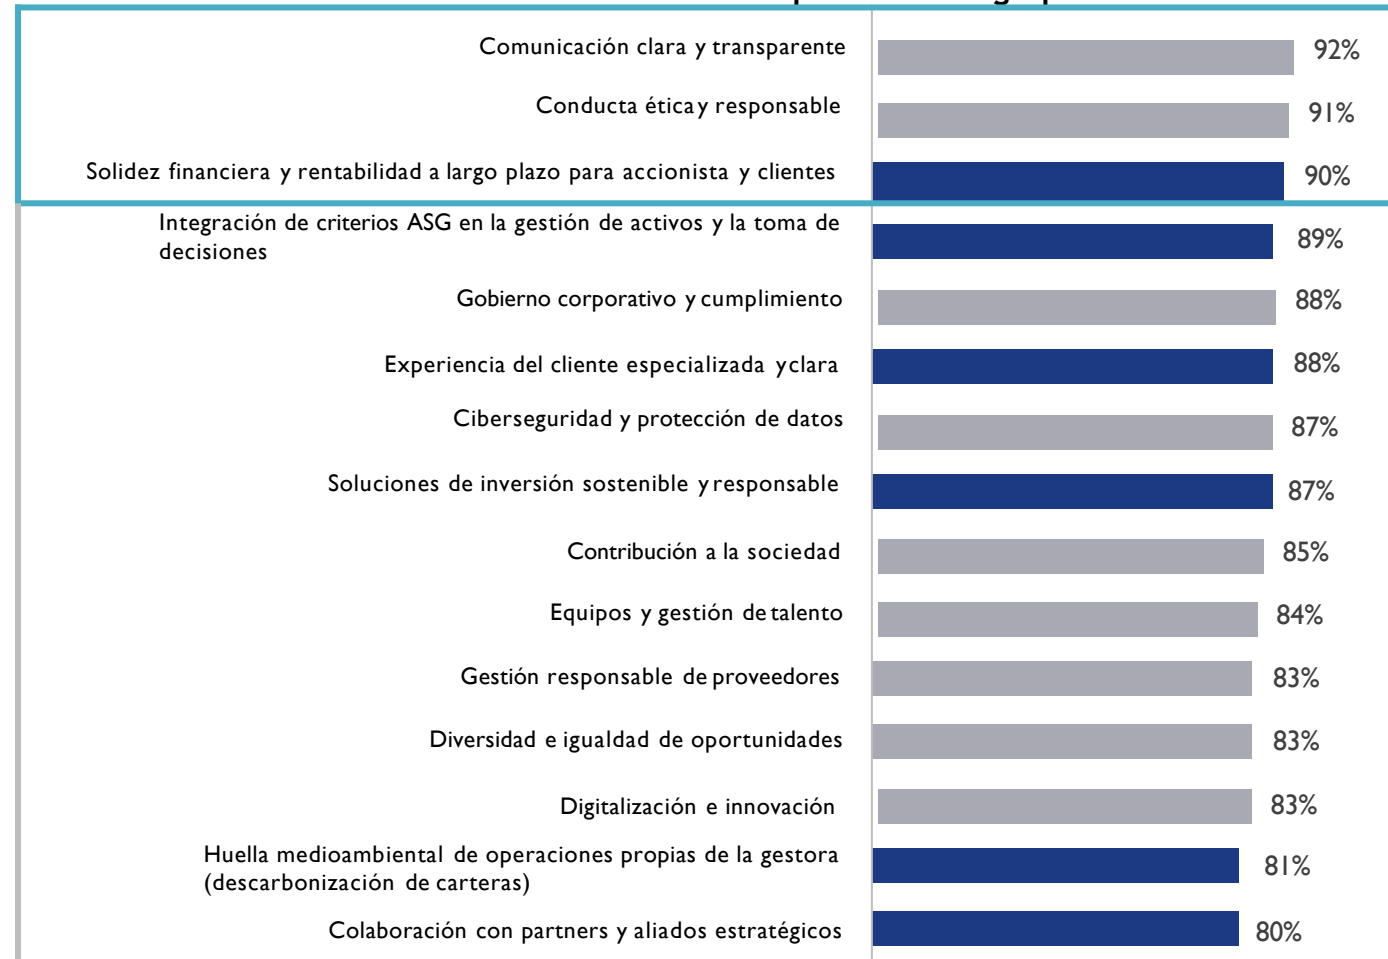 Comunicación clara y transparente 92%
Conducta ética y responsable 91%
Solidez financiera y rentabilidad a largo plazo para accionista y clientes 90%
Integración de criterios ASG en la gestión de activos y la toma de
decisiones 89%
Gobierno corporativo y cumplimiento 88%
Experiencia del cliente especializada y clara 88%
Ciberseguridad y protección de datos 87%
Soluciones de inversión sostenible y responsable 87%
Contribución a la sociedad 85%
Equipos y gestión de talento 84%
Gestión responsable de proveedores 83%
Diversidad e igualdad de oportunidades 83%
Digitalización e innovación 83%
Huella medioambiental de operaciones propias de la gestora
(descarbonización de carteras) 81%
Colaboración con partners y aliados estratégicos 80%